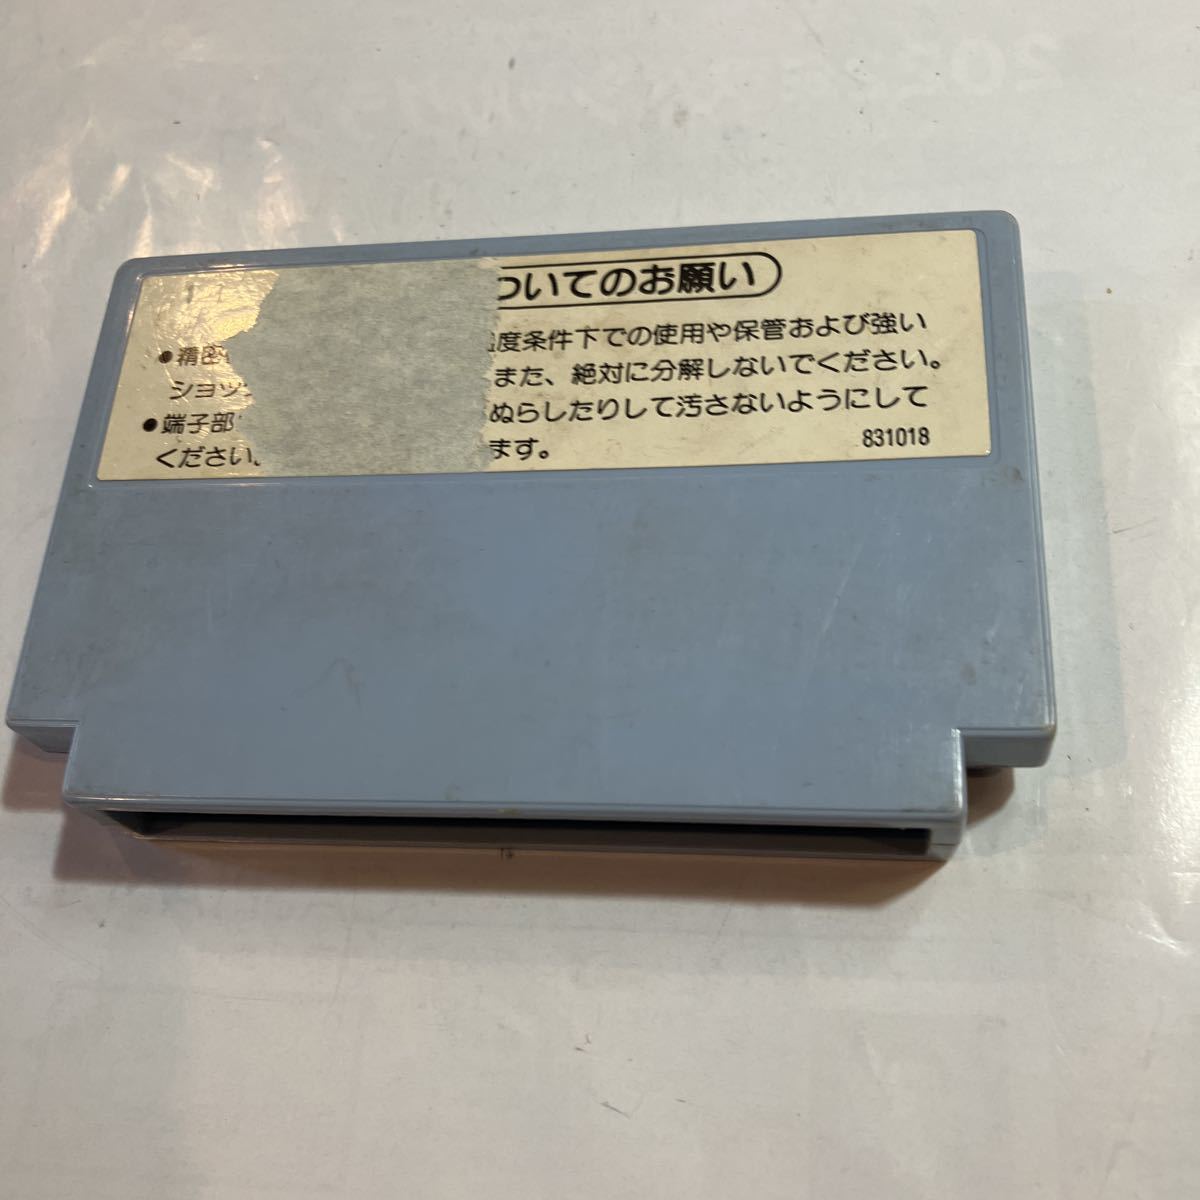 ついてのお願い
●精密 度条件下での使用や保管および強い
ショッ また、絶対に分解しないでください。
●端子部 ぬらしたりして汚さないようにして
ください。 ます。
831018